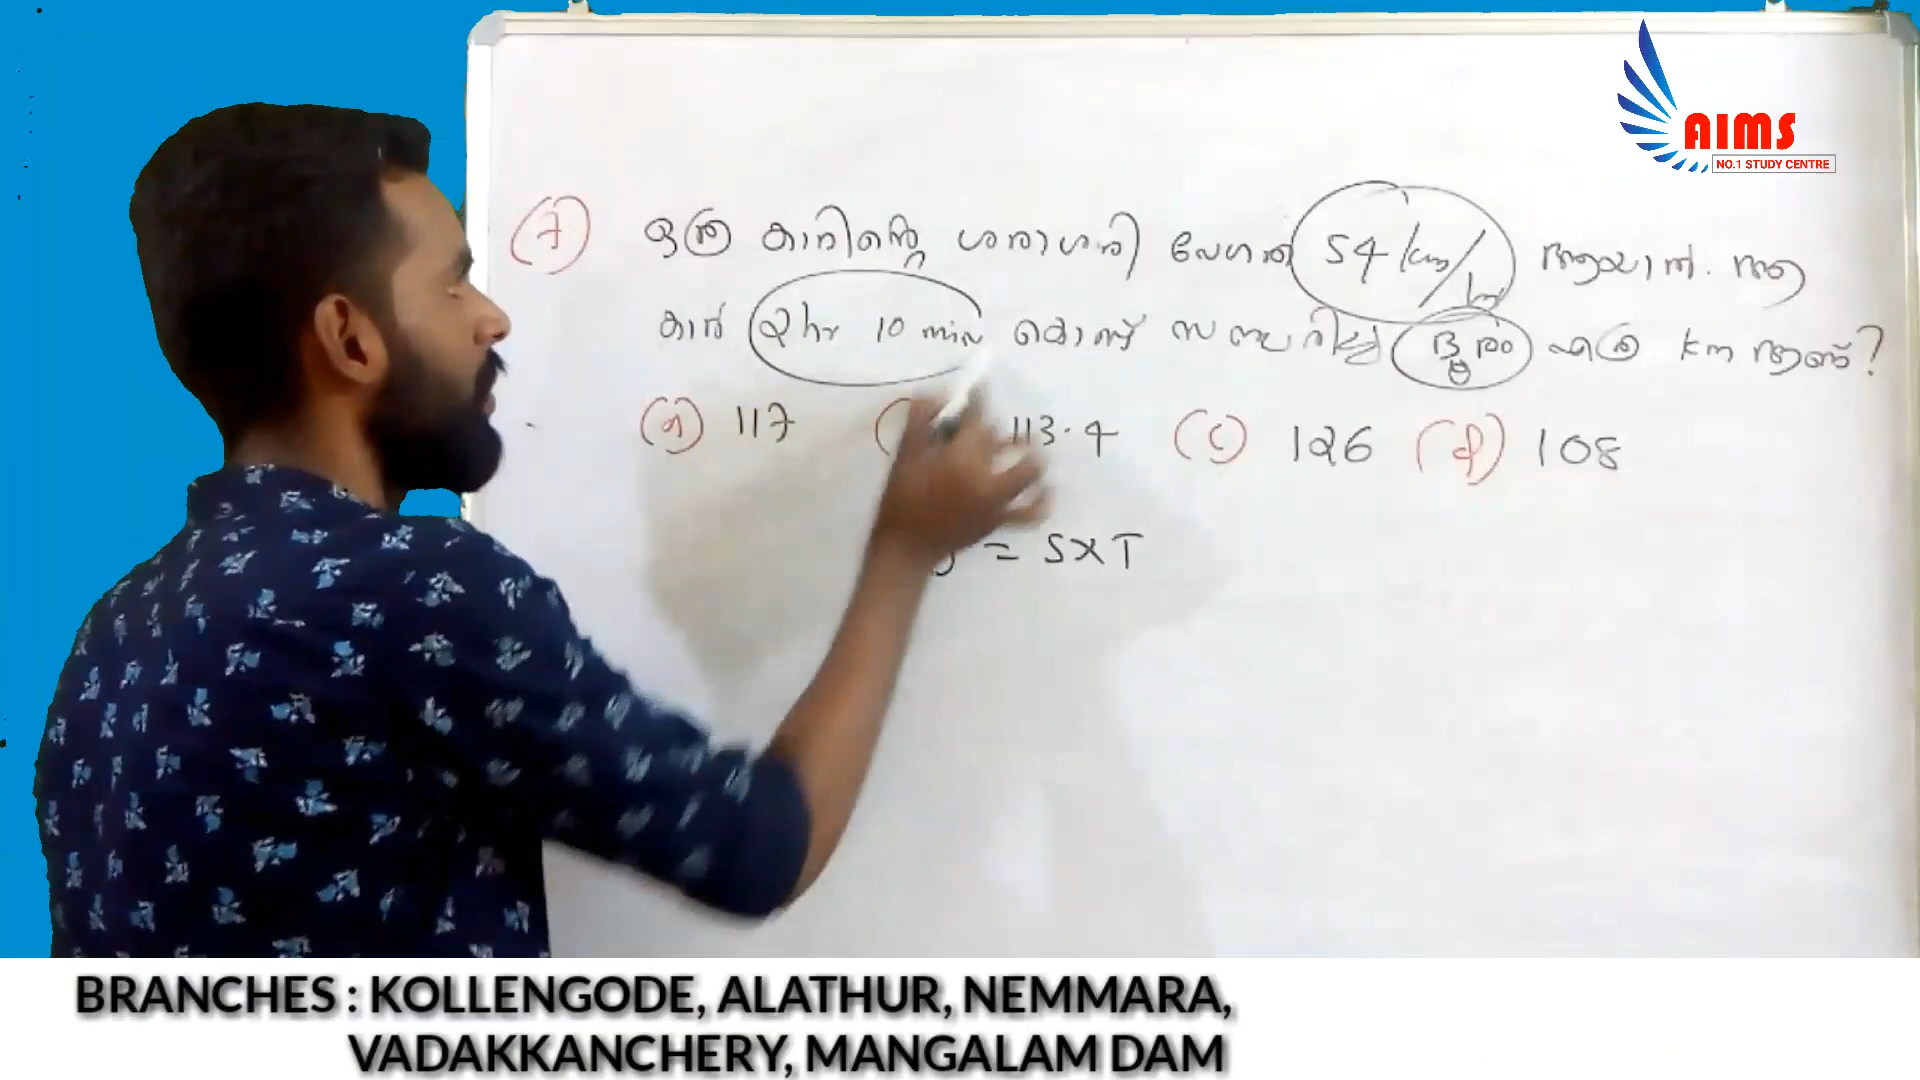 AIMS
NO.1 STUDY CENTRE
(7) ഒരു കാറിന്റെ ശരാശരി വേഗത 54 km/hr ആയാൽ. ആ
കാർ 2 hr 10 min കൊണ്ട് സഞ്ചരിച്ച ദൂരം എത്ര km ആണ്?
(a) 117 113.4 (c) 126 (d) 108
= S×T
BRANCHES : KOLLENGODE, ALATHUR, NEMMARA,
VADAKKANCHERY, MANGALAM DAM